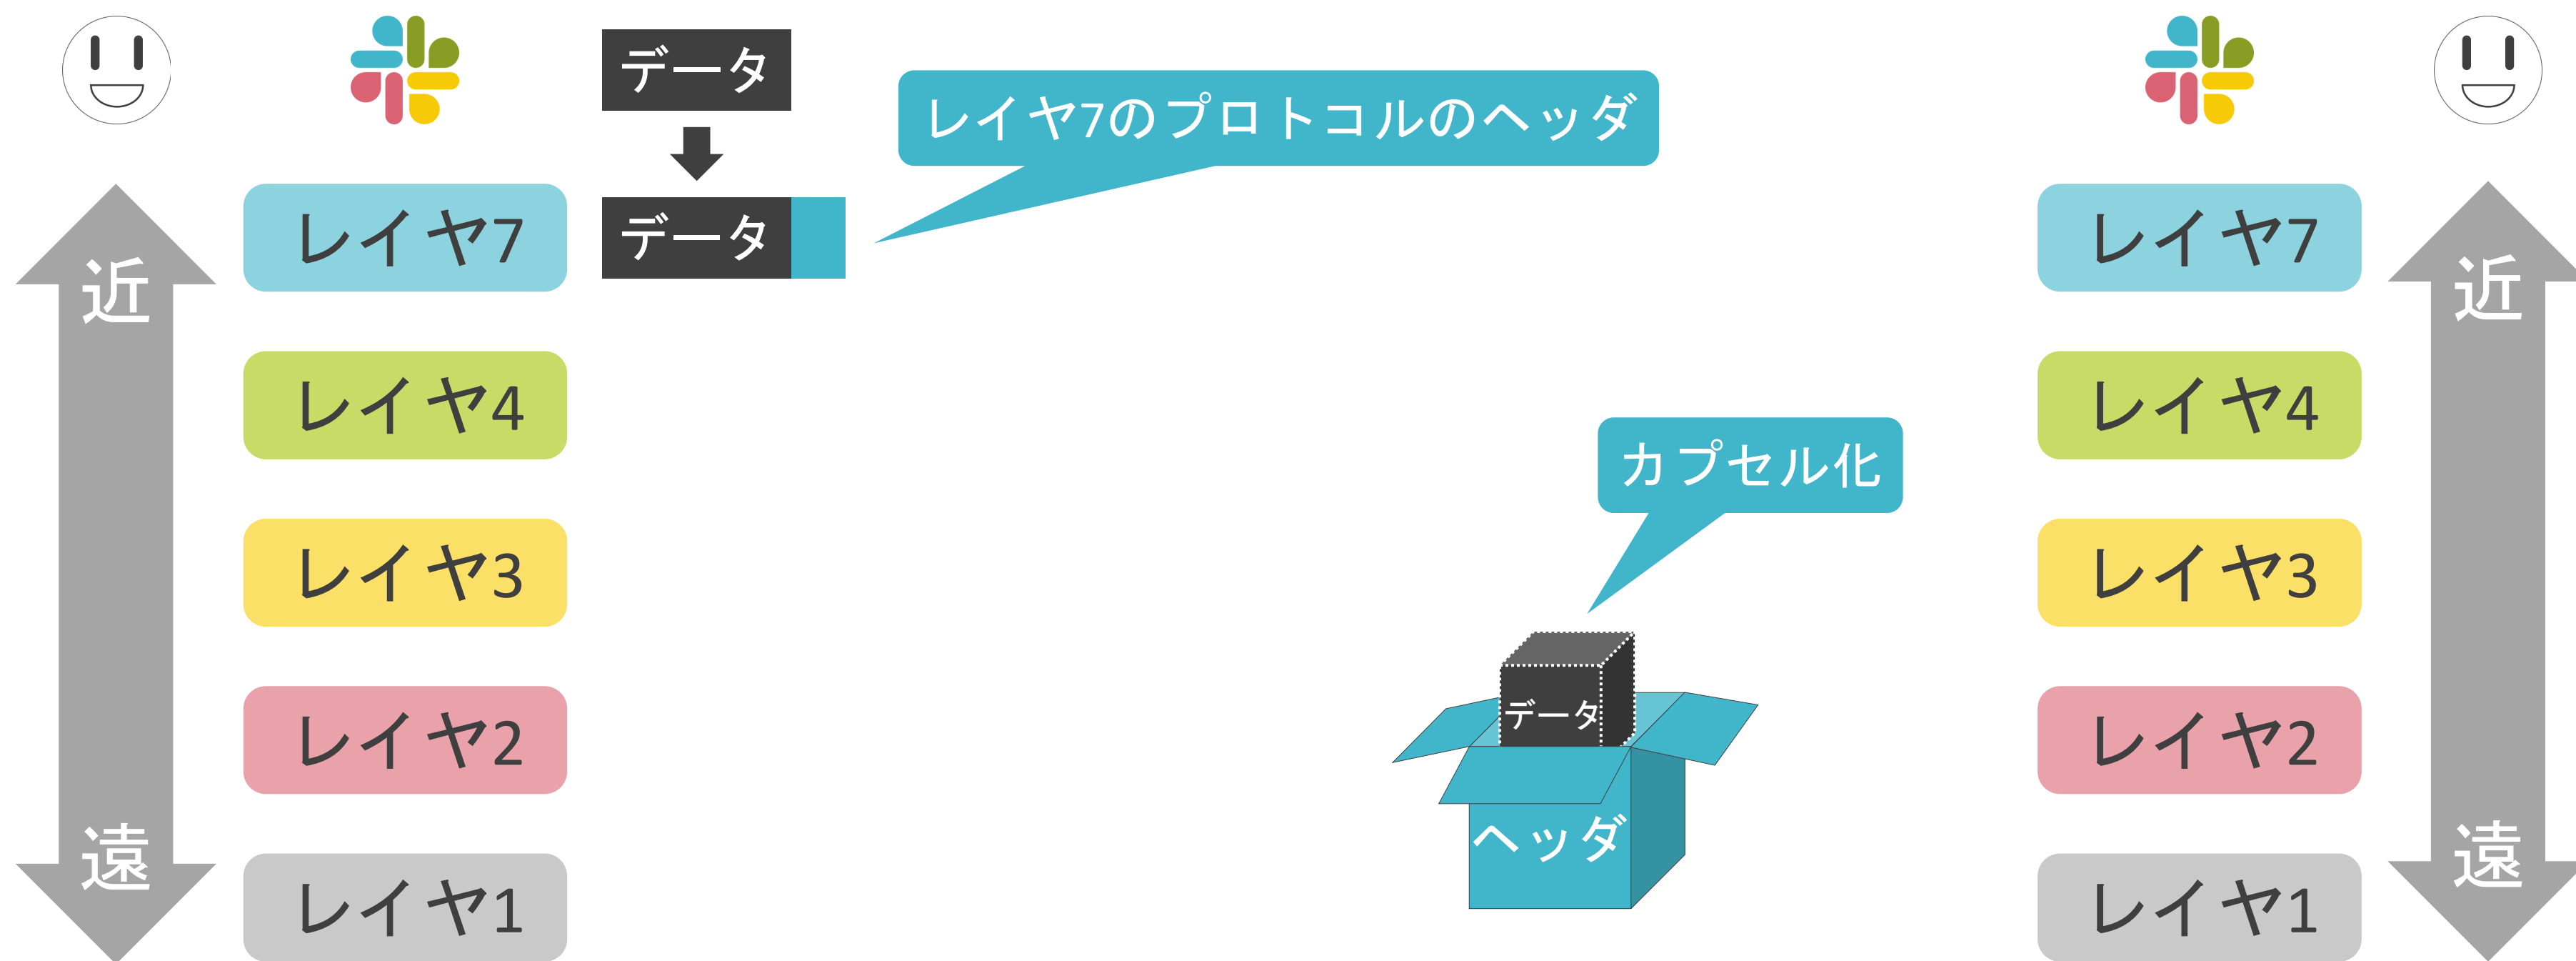 データ
レイヤ7のプロトコルのヘッダ
近
レイヤ7
データ
レイヤ7
近
レイヤ4
レイヤ4
カプセル化
レイヤ3
レイヤ3
レイヤ2
データ
レイヤ2
遠
レイヤ1
ヘッダ
レイヤ1
遠